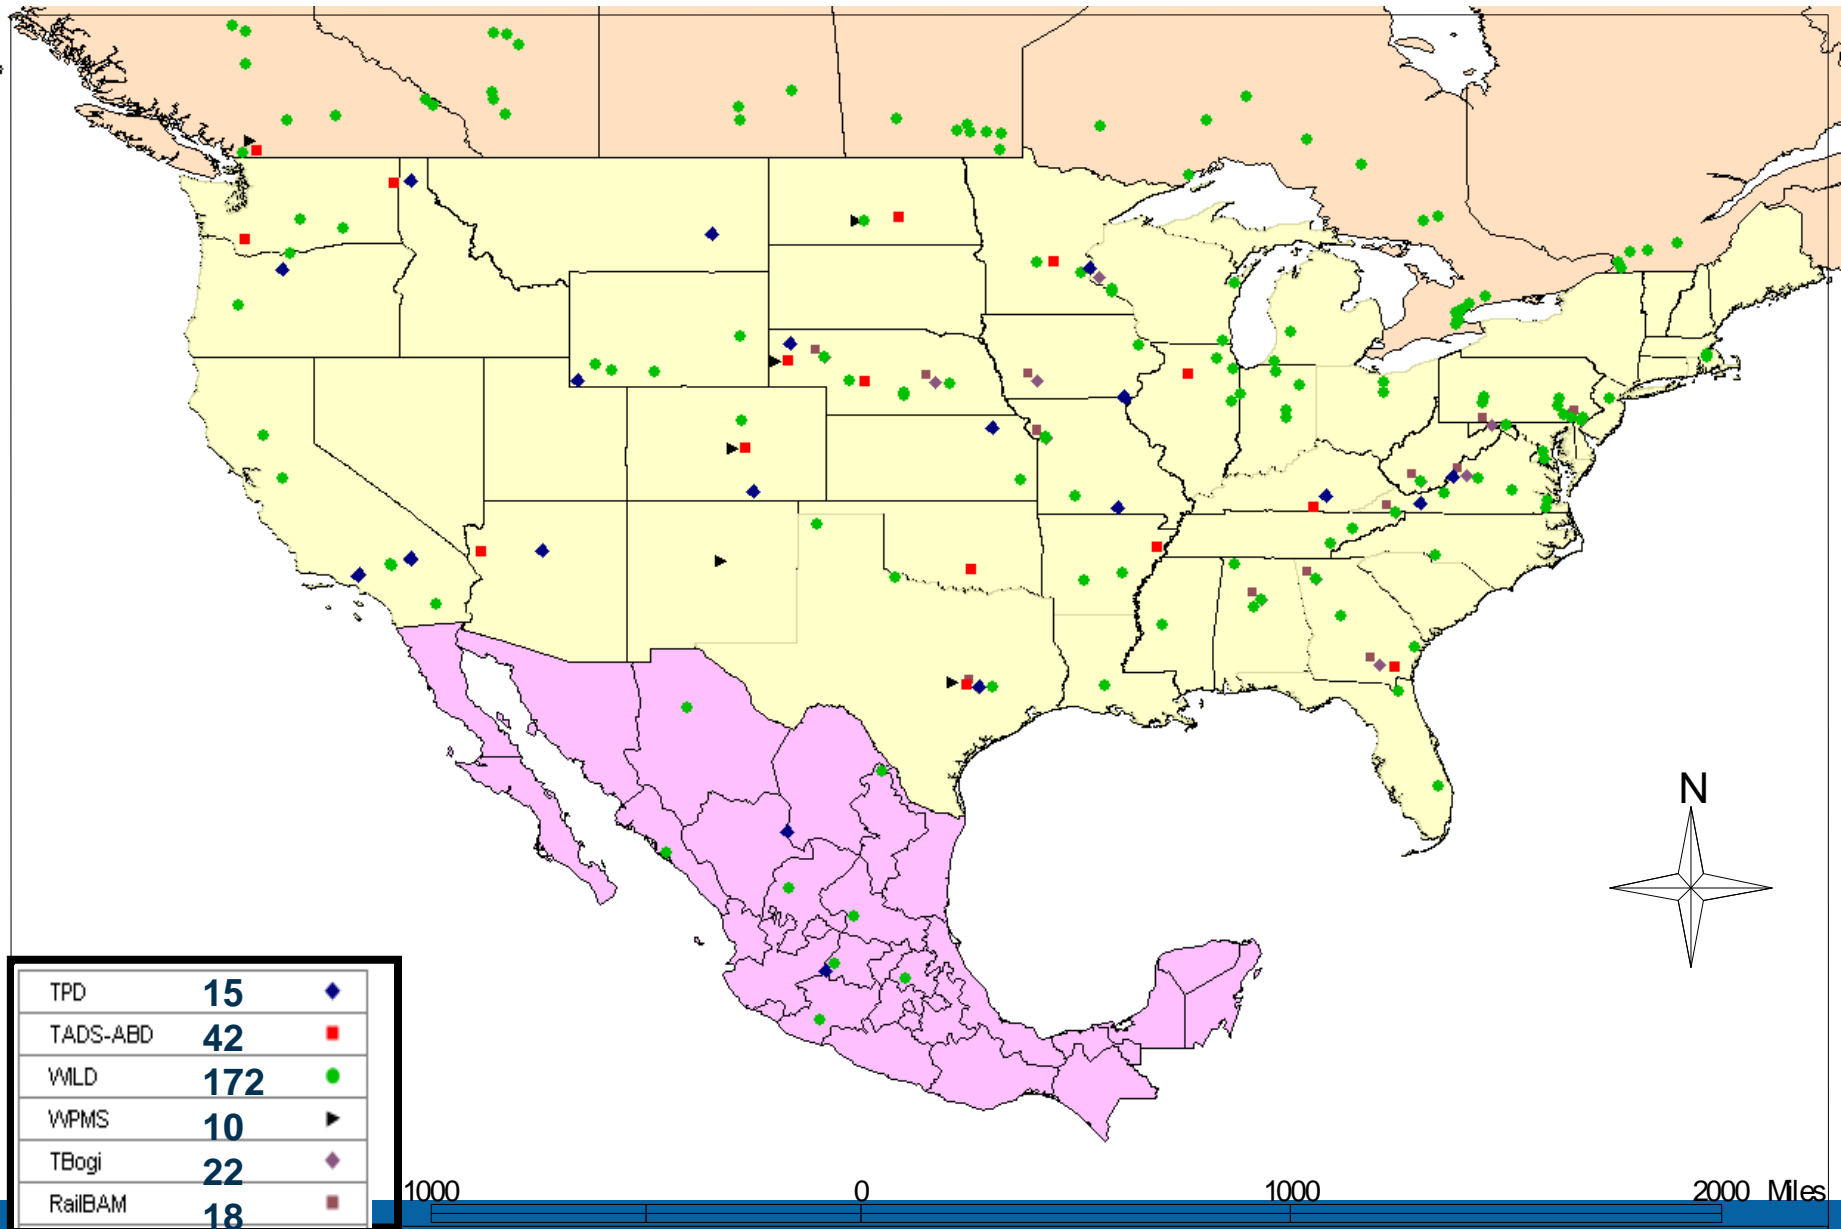 N
TPD 15
TADS-ABD 42
WILD 172
WPMS 10
TBogi 22
RailBAM 18
1000 0 1000 2000 Miles